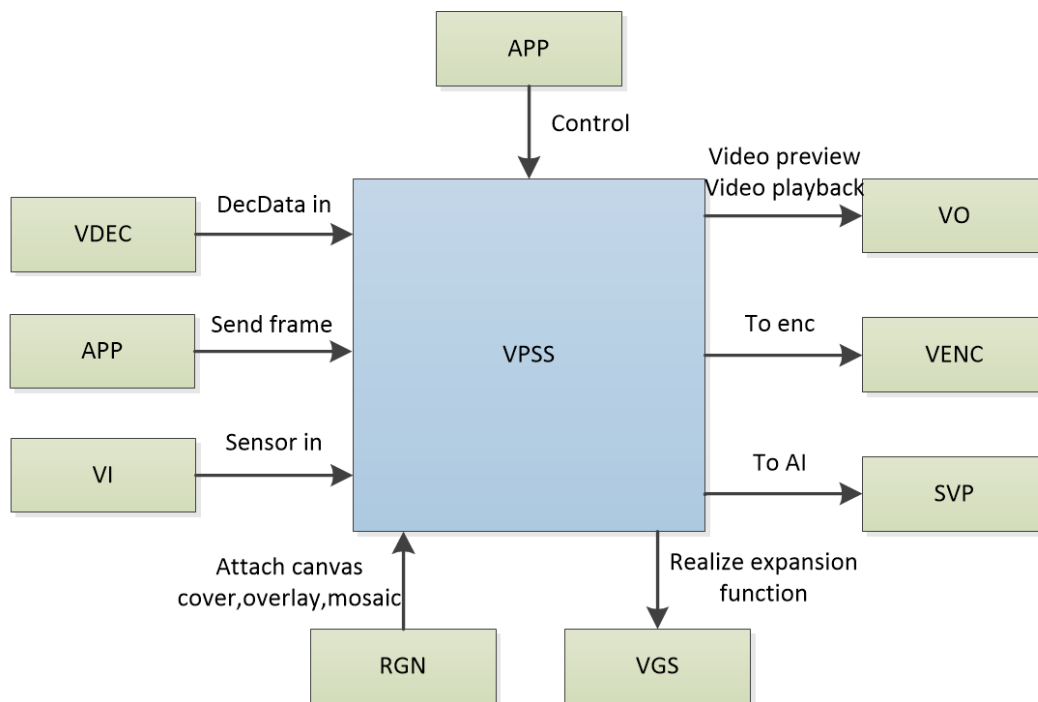 APP
Control
Video preview
Video playback
VDEC
DecData in
VO
APP
Send frame
VPSS
To enc
VENC
VI
Sensor in
To AI
SVP
Attach canvas
cover,overlay,mosaic
Realize expansion
function
RGN
VGS